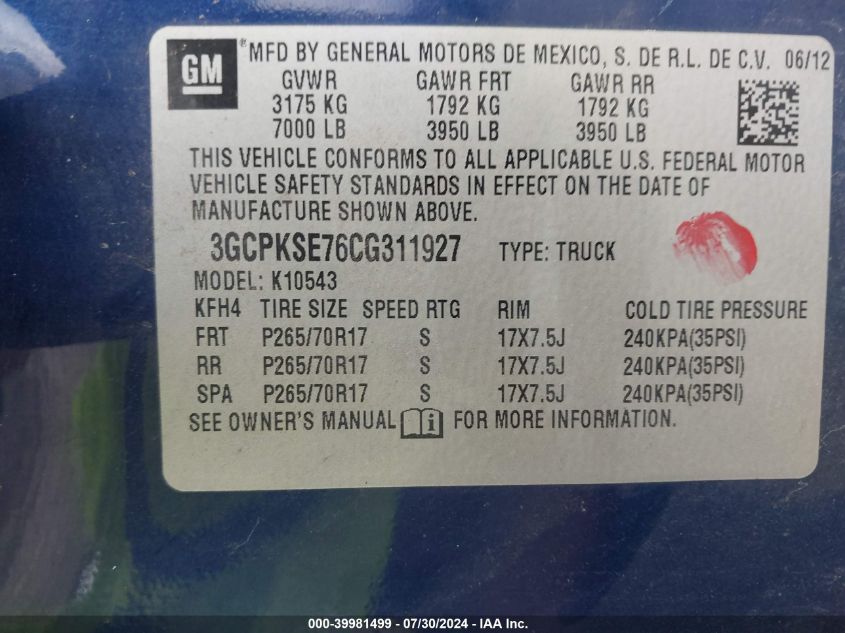 GM ® MFD BY GENERAL MOTORS DE MEXICO, S. DE R.L. DE C.V. 06/12
GVWR GAWR FRT GAWR RR
3175 KG 1792 KG 1792 KG
7000 LB 3950 LB 3950 LB
THIS VEHICLE CONFORMS TO ALL APPLICABLE U.S. FEDERAL MOTOR
VEHICLE SAFETY STANDARDS IN EFFECT ON THE DATE OF
MANUFACTURE SHOWN ABOVE.
3GCPKSE76CG311927 TYPE: TRUCK
MODEL: K10543
KFH4 TIRE SIZE SPEED RTG RIM COLD TIRE PRESSURE
FRT P265/70R17 S 17X7.5J 240KPA(35PSI)
RR P265/70R17 S 17X7.5J 240KPA(35PSI)
SPA P265/70R17 S 17X7.5J 240KPA(35PSI)
SEE OWNER'S MANUAL i FOR MORE INFORMATION.
000-39981499 - 07/30/2024 - IAA Inc.